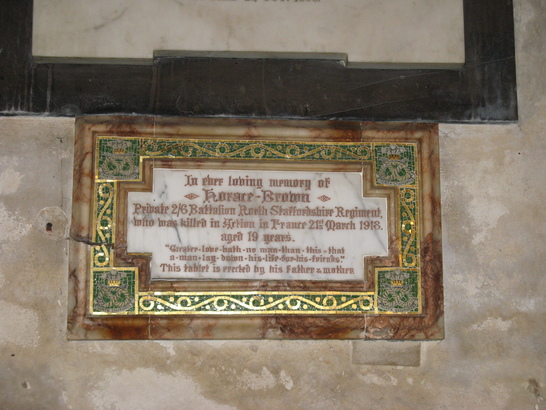 In ever loving memory of
Horace Brown
Private 2/6 Battalion North Staffordshire Regiment,
who was killed in Action in France 21st March 1918.
aged 19 years.
"Greater·love·hath·no·man·than·this·that
a·man·lay·down·his·life·for·his·friends"
This tablet is erected by his Father & mother